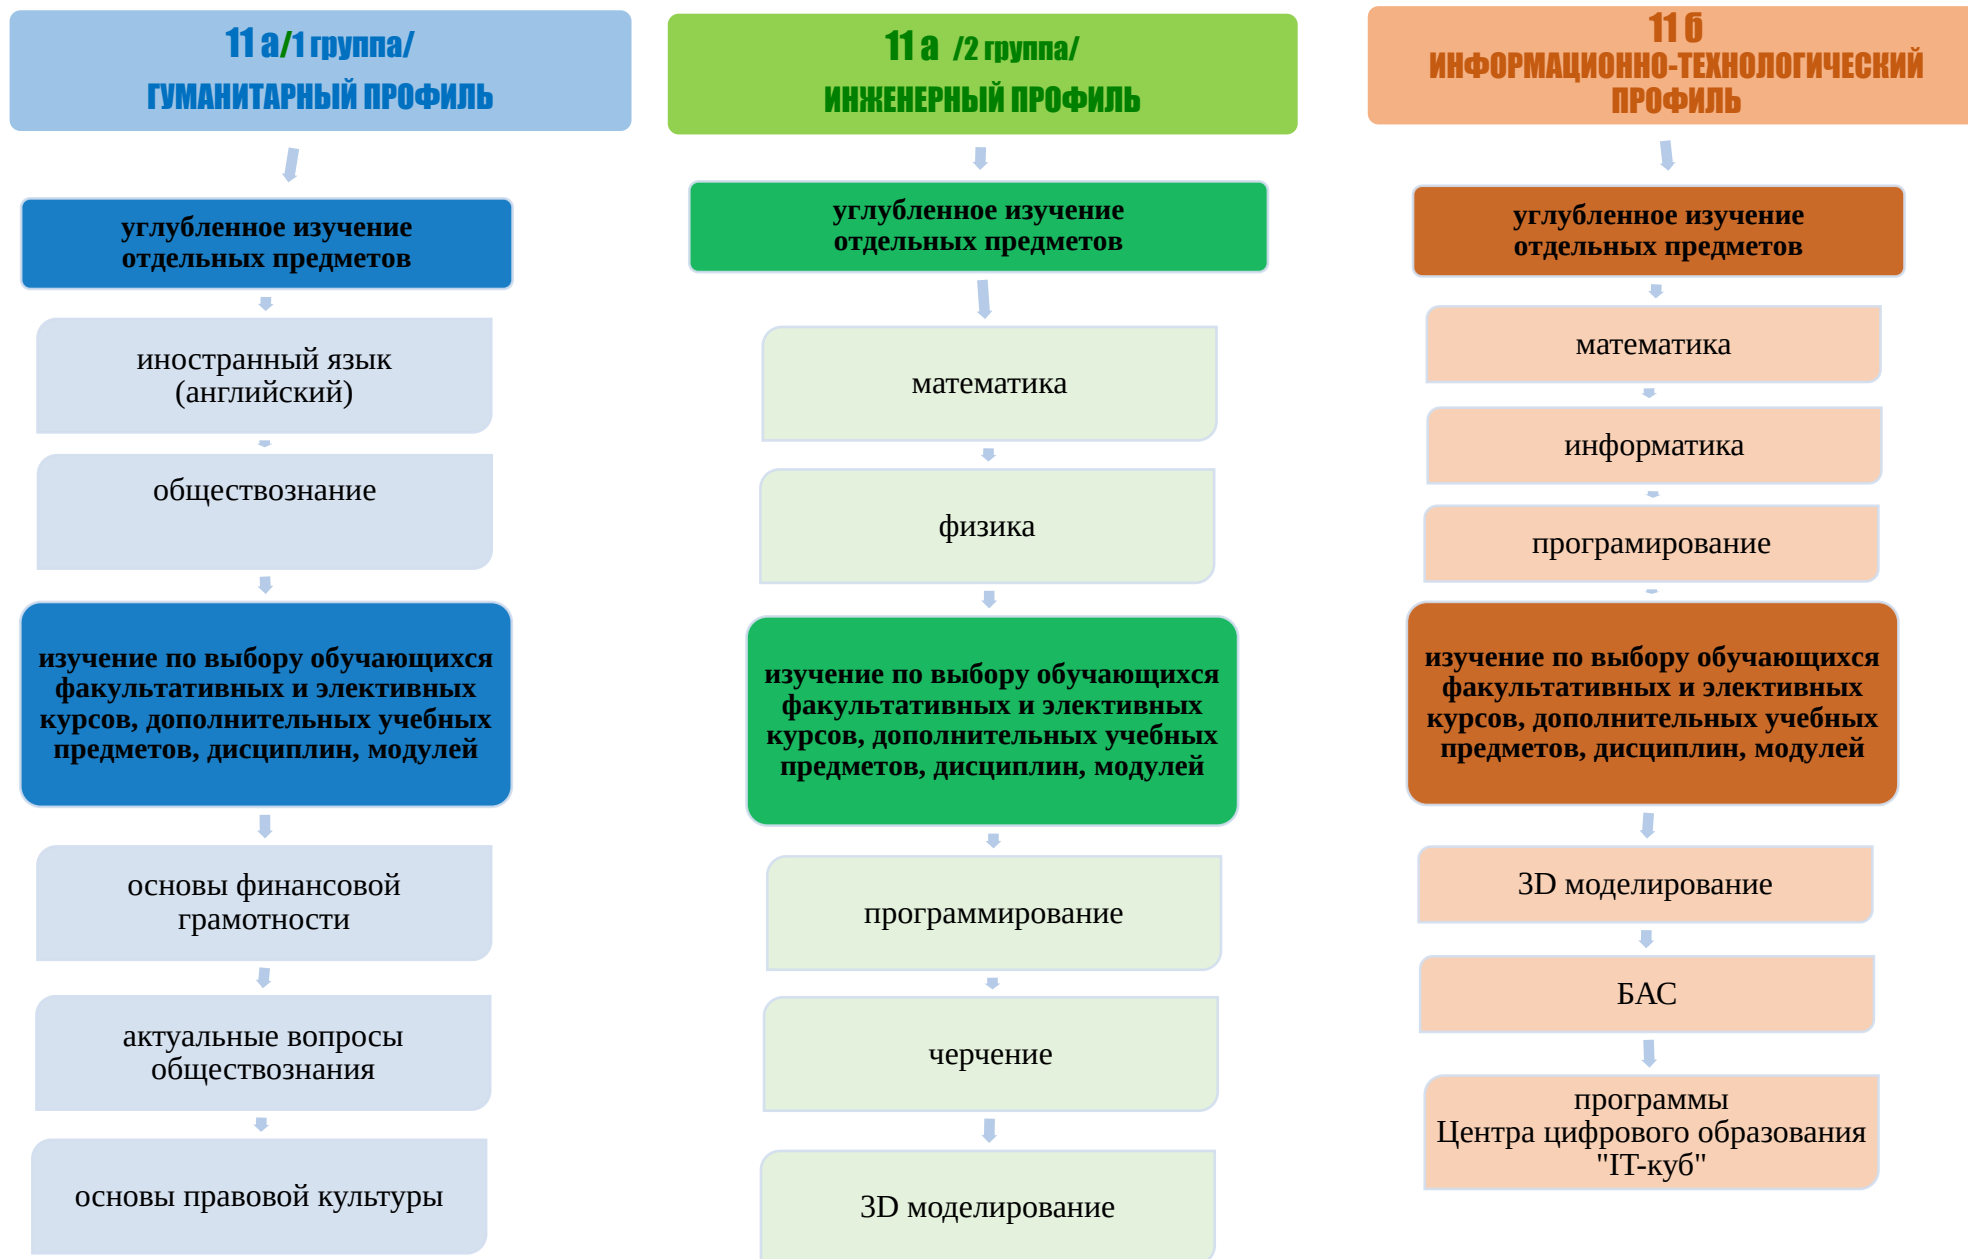 11 а/1 группа/
ГУМАНИТАРНЫЙ ПРОФИЛЬ
углубленное изучение
отдельных предметов
иностранный язык
(английский)
обществознание
изучение по выбору обучающихся
факультативных и элективных
курсов, дополнительных учебных
предметов, дисциплин, модулей
основы финансовой
грамотности
актуальные вопросы
обществознания
основы правовой культуры
11 а /2 группа/
ИНЖЕНЕРНЫЙ ПРОФИЛЬ
углубленное изучение
отдельных предметов
математика
физика
изучение по выбору обучающихся
факультативных и элективных
курсов, дополнительных учебных
предметов, дисциплин, модулей
программирование
черчение
3D моделирование
11 б
ИНФОРМАЦИОННО-ТЕХНОЛОГИЧЕСКИЙ
ПРОФИЛЬ
углубленное изучение
отдельных предметов
математика
информатика
програмирование
изучение по выбору обучающихся
факультативных и элективных
курсов, дополнительных учебных
предметов, дисциплин, модулей
3D моделирование
БАС
программы
Центра цифрового образования
"IT-куб"